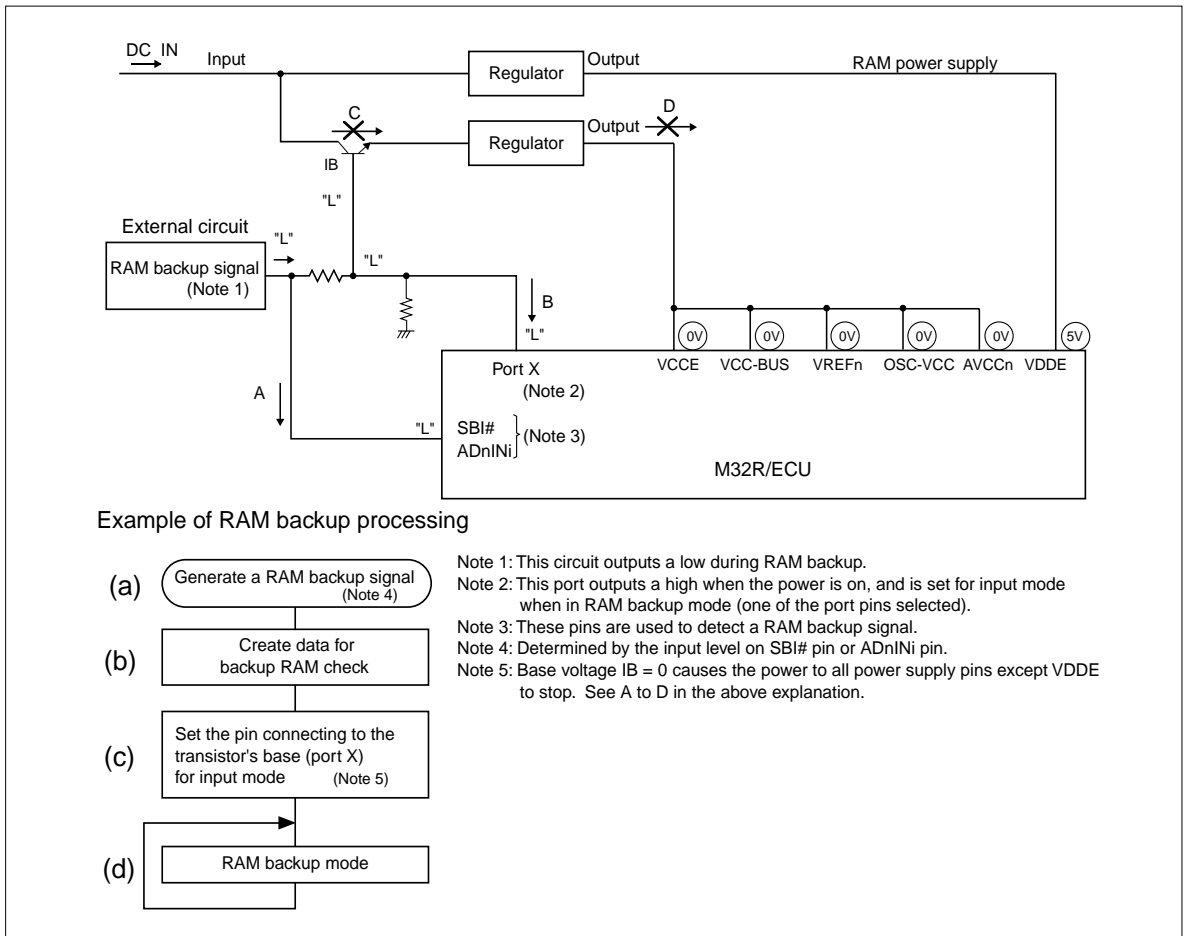 DC IN
Input
Regulator
Output
RAM power supply
C
IB
Regulator
Output
D
"L"
External circuit
"L"
RAM backup signal
(Note 1)
"L"
B
"L"
A
"L"
0V
0V
0V
0V
0V
5V
VCCE
VCC-BUS
VREFn
OSC-VCC
AVCCn
VDDE
Port X
(Note 2)
SBI#
ADnINi
(Note 3)
M32R/ECU
Example of RAM backup processing
(a)
Generate a RAM backup signal
(Note 4)
(b)
Create data for
backup RAM check
(c)
Set the pin connecting to the
transistor's base (port X)
for input mode (Note 5)
(d)
RAM backup mode
Note 1: This circuit outputs a low during RAM backup.
Note 2: This port outputs a high when the power is on, and is set for input mode
when in RAM backup mode (one of the port pins selected).
Note 3: These pins are used to detect a RAM backup signal.
Note 4: Determined by the input level on SBI# pin or ADnINi pin.
Note 5: Base voltage IB = 0 causes the power to all power supply pins except VDDE
to stop. See A to D in the above explanation.